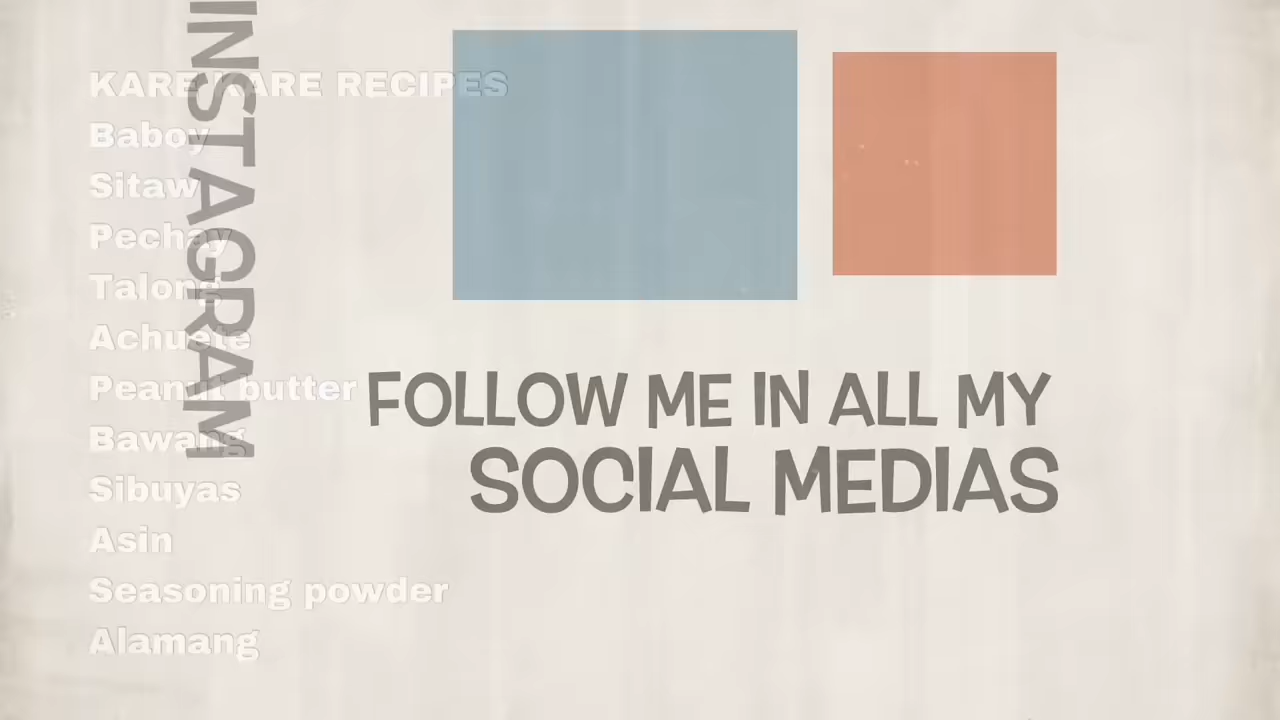 INSTAGRAM
KARE KARE RECIPES
Baboy
Sitaw
Pechay
Talong
Achuete
Peanut butter
Bawang
Sibuyas
Asin
Seasoning powder
Alamang
FOLLOW ME IN ALL MY
SOCIAL MEDIAS